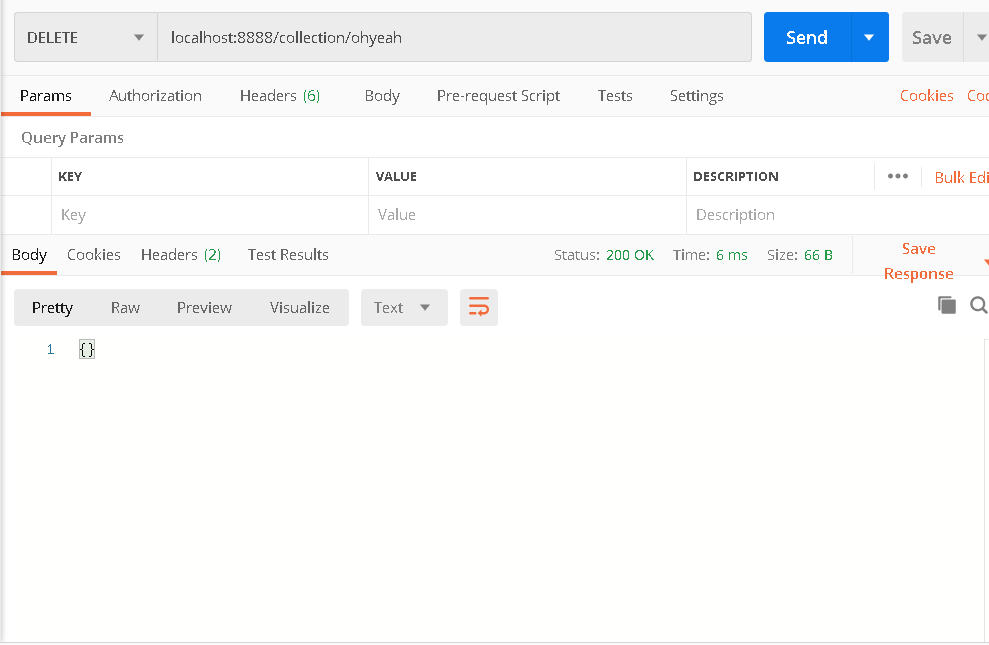 DELETE localhost:8888/collection/ohyeah Send Save
Params Authorization Headers (6) Body Pre-request Script Tests Settings Cookies
Query Params
KEY VALUE DESCRIPTION ••• Bulk Edi
Key Value Description
Body Cookies Headers (2) Test Results Status: 200 OK Time: 6 ms Size: 66 B Save
Response
Pretty Raw Preview Visualize Text
1 {}